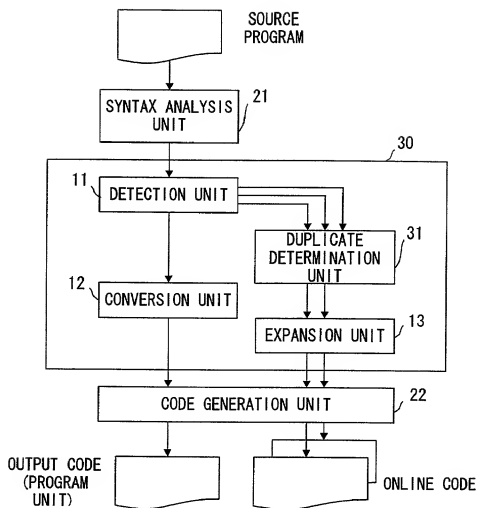 SOURCE
PROGRAM
SYNTAX ANALYSIS
UNIT
21
30
11
DETECTION UNIT
DUPLICATE
DETERMINATION
UNIT
31
12
CONVERSION UNIT
EXPANSION UNIT
13
CODE GENERATION UNIT
22
OUTPUT CODE
(PROGRAM
UNIT)
ONLINE CODE